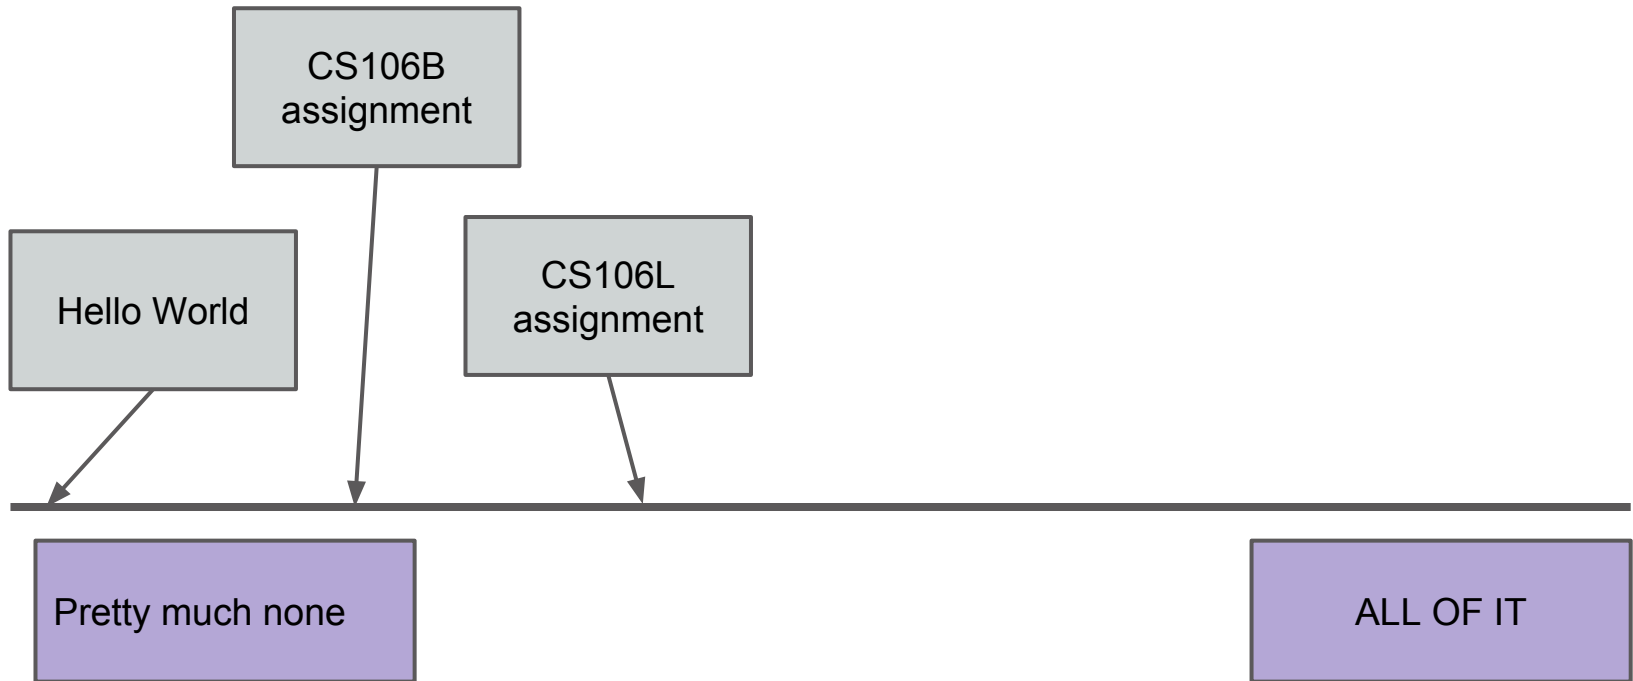 CS106B
assignment
Hello World
CS106L
assignment
Pretty much none
ALL OF IT